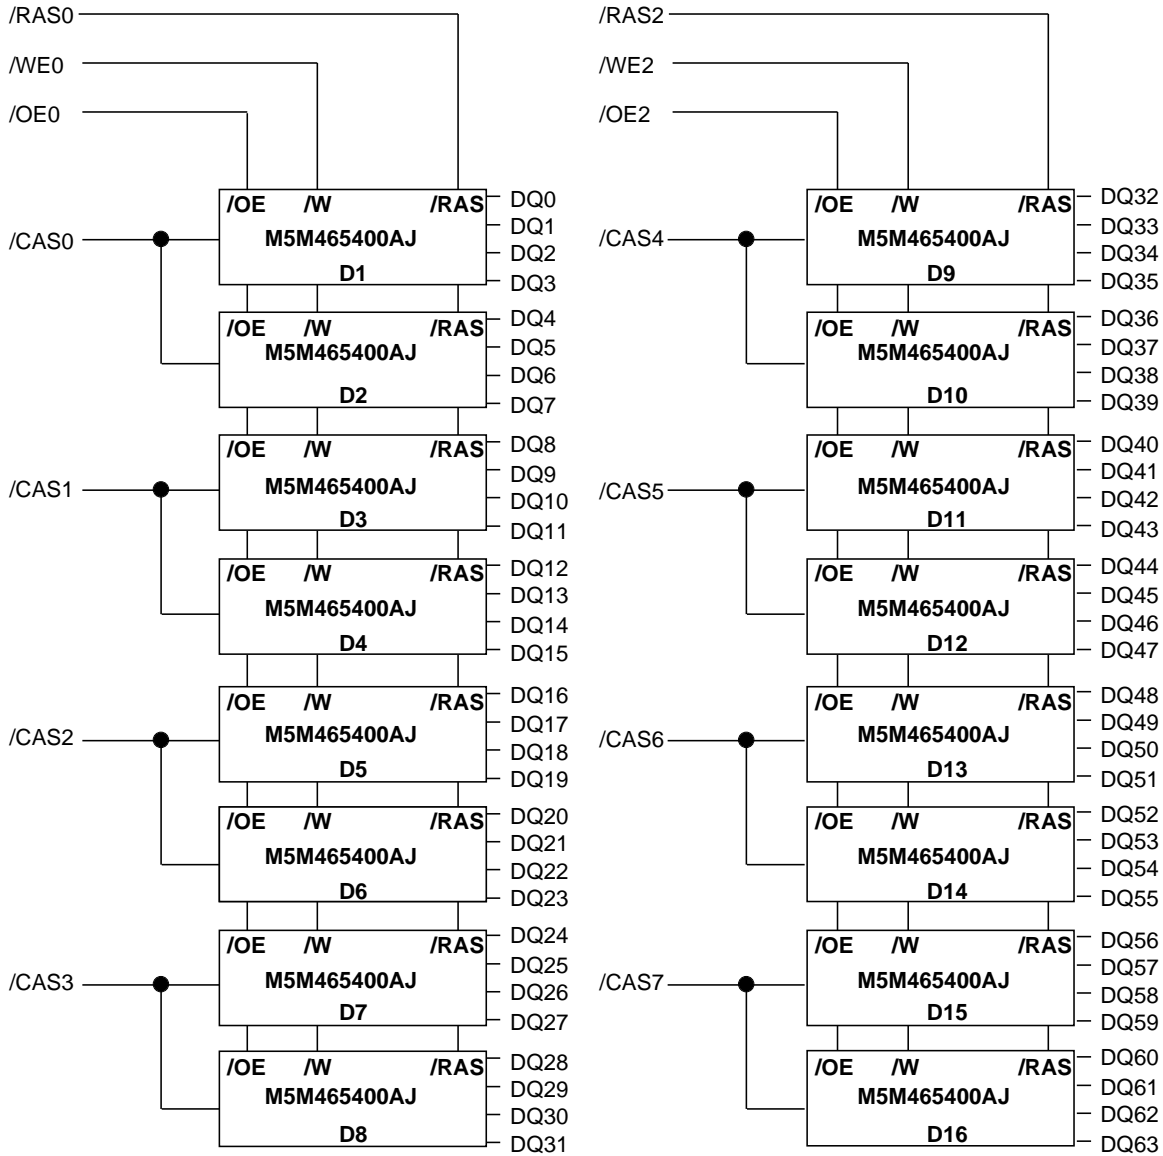 /RAS0
/WE0
/OE0
/OE /W /RAS
M5M465400AJ
D1
/CAS0
DQ0
DQ1
DQ2
DQ3
/OE /W /RAS
M5M465400AJ
D2
DQ4
DQ5
DQ6
DQ7
/OE /W /RAS
M5M465400AJ
D3
/CAS1
DQ8
DQ9
DQ10
DQ11
/OE /W /RAS
M5M465400AJ
D4
DQ12
DQ13
DQ14
DQ15
/OE /W /RAS
M5M465400AJ
D5
/CAS2
DQ16
DQ17
DQ18
DQ19
/OE /W /RAS
M5M465400AJ
D6
DQ20
DQ21
DQ22
DQ23
/OE /W /RAS
M5M465400AJ
D7
/CAS3
DQ24
DQ25
DQ26
DQ27
/OE /W /RAS
M5M465400AJ
D8
DQ28
DQ29
DQ30
DQ31
/RAS2
/WE2
/OE2
/OE /W /RAS
M5M465400AJ
D9
/CAS4
DQ32
DQ33
DQ34
DQ35
/OE /W /RAS
M5M465400AJ
D10
DQ36
DQ37
DQ38
DQ39
/OE /W /RAS
M5M465400AJ
D11
/CAS5
DQ40
DQ41
DQ42
DQ43
/OE /W /RAS
M5M465400AJ
D12
DQ44
DQ45
DQ46
DQ47
/OE /W /RAS
M5M465400AJ
D13
/CAS6
DQ48
DQ49
DQ50
DQ51
/OE /W /RAS
M5M465400AJ
D14
DQ52
DQ53
DQ54
DQ55
/OE /W /RAS
M5M465400AJ
D15
/CAS7
DQ56
DQ57
DQ58
DQ59
/OE /W /RAS
M5M465400AJ
D16
DQ60
DQ61
DQ62
DQ63